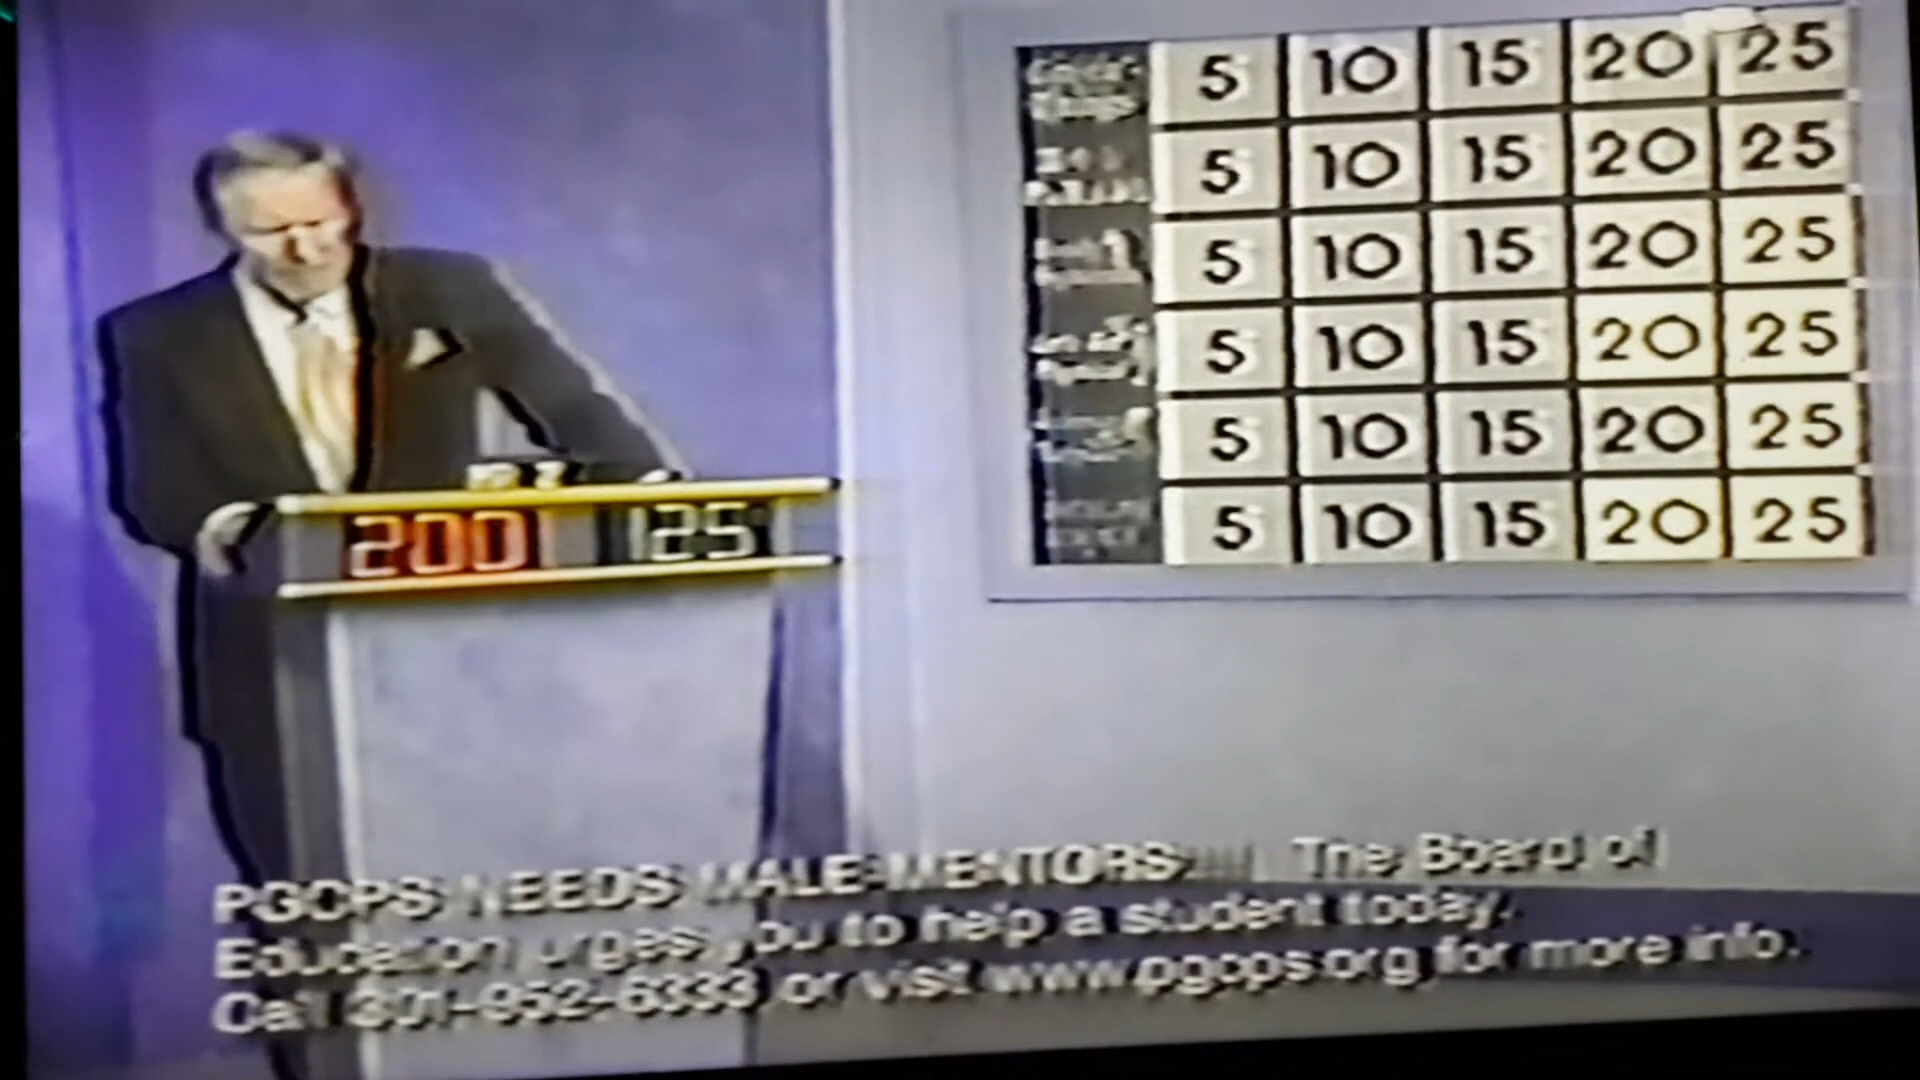 5 10 15 20 25
5 10 15 20 25
5 10 15 20 25
5 10 15 20 25
5 10 15 20 25
5 10 15 20 25
200 125
PGCPS NEEDS MALE MENTORS!!!! The Board of
Education urges you to help a student today.
Call 301-952-6333 or visit www.pgcps.org for more info.